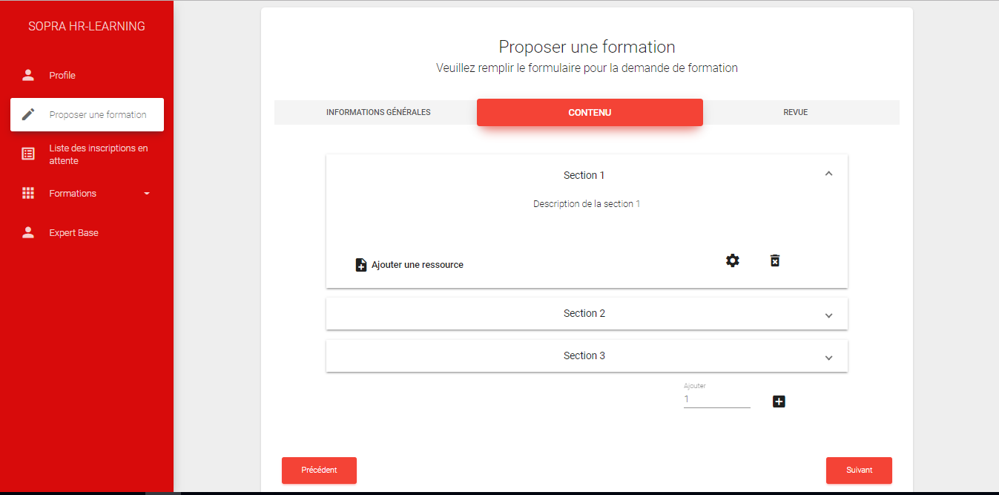 SOPRA HR-LEARNING
Profile
Proposer une formation
Liste des inscriptions en
attente
Formations
Expert Base
Proposer une formation
Veuillez remplir le formulaire pour la demande de formation
INFORMATIONS GÉNÉRALES
CONTENU
REVUE
Section 1
Description de la section 1
Ajouter une ressource
Section 2
Section 3
Ajouter
1
Précédent
Suivant